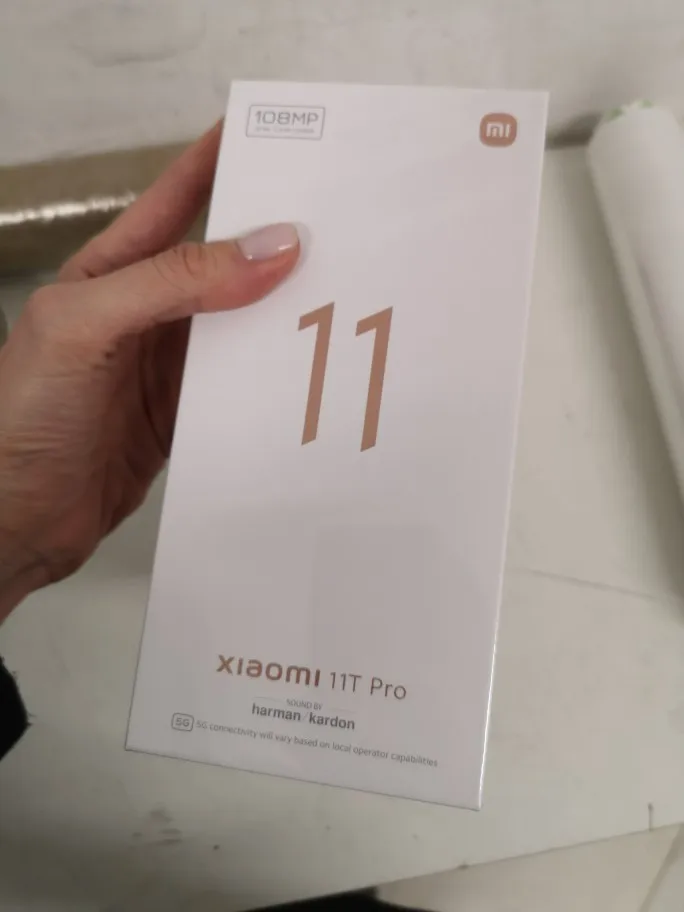 108MP
mi
11
xiaomi 11T Pro
SOUND BY
harman/kardon
5G 5G connectivity will vary based on local operator capabilities